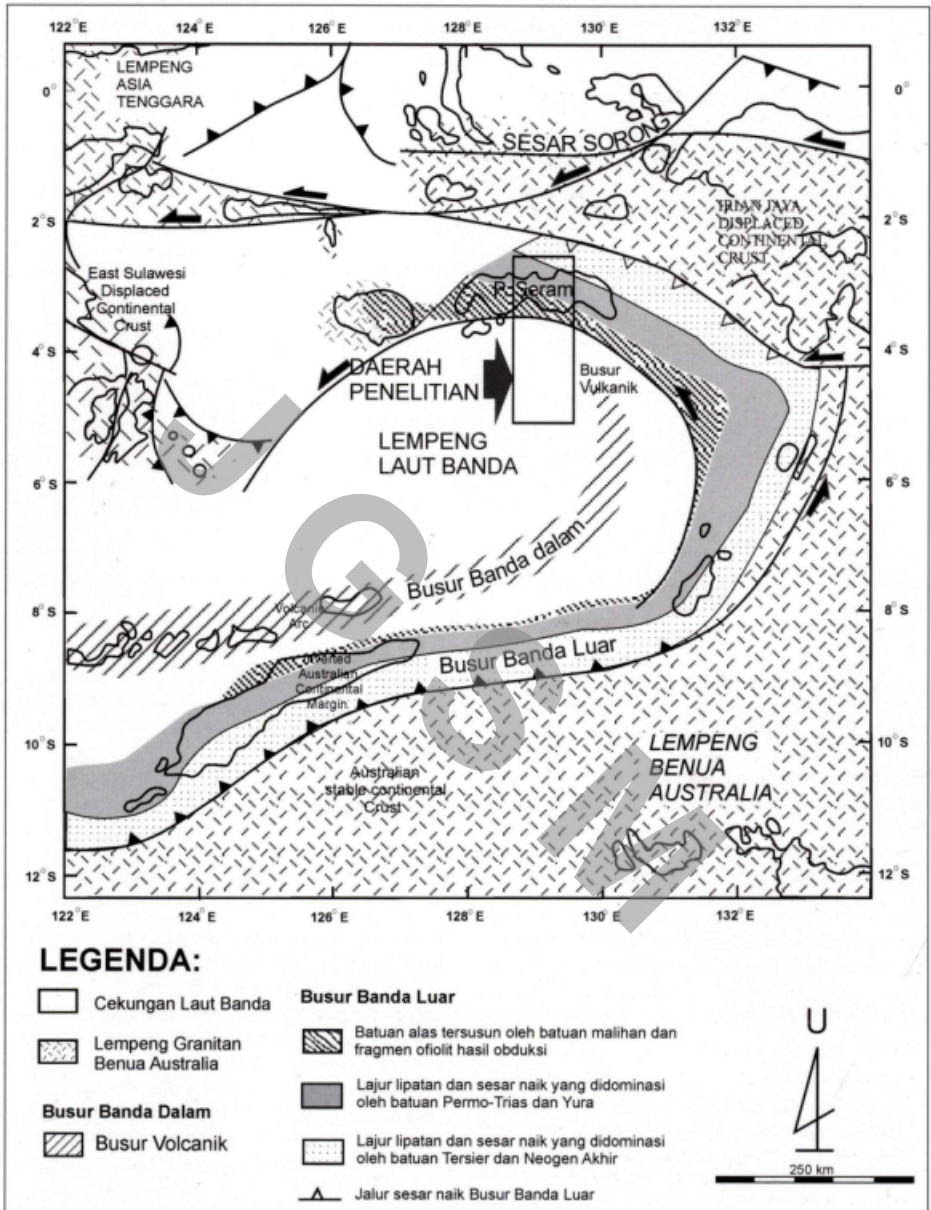 122° E 124° E 126° E 128° E 130° E 132° E
LEMPENG
ASIA
TENGGARA
0°
0°
SESAR SORONG
2° S
2° S
IRIAN JAYA
DISPLACED
CONTINENTAL
CRUST
East Sulawesi
Displaced
Continental
Crust
P. Seram
4° S
4° S
DAERAH
PENELITIAN
Busur
Vulkanik
LEMPENG
LAUT BANDA
6° S
6° S
Busur Banda dalam
8° S
8° S
Volcanic
Arc
Busur Banda Luar
Australian
Continental
Margin.
10° S
10° S
LEMPENG
BENUA
AUSTRALIA
Australian
stable continental
Crust
12° S
12° S
122° E 124° E 126° E 128° E 130° E 132° E
J G S M
LEGENDA:
Cekungan Laut Banda
Lempeng Granitan
Benua Australia
Busur Banda Dalam
Busur Volcanik
Busur Banda Luar
Batuan alas tersusun oleh batuan malihan dan
fragmen ofiolit hasil obduksi
Lajur lipatan dan sesar naik yang didominasi
oleh batuan Permo-Trias dan Yura
Lajur lipatan dan sesar naik yang didominasi
oleh batuan Tersier dan Neogen Akhir
Jalur sesar naik Busur Banda Luar
U
250 km